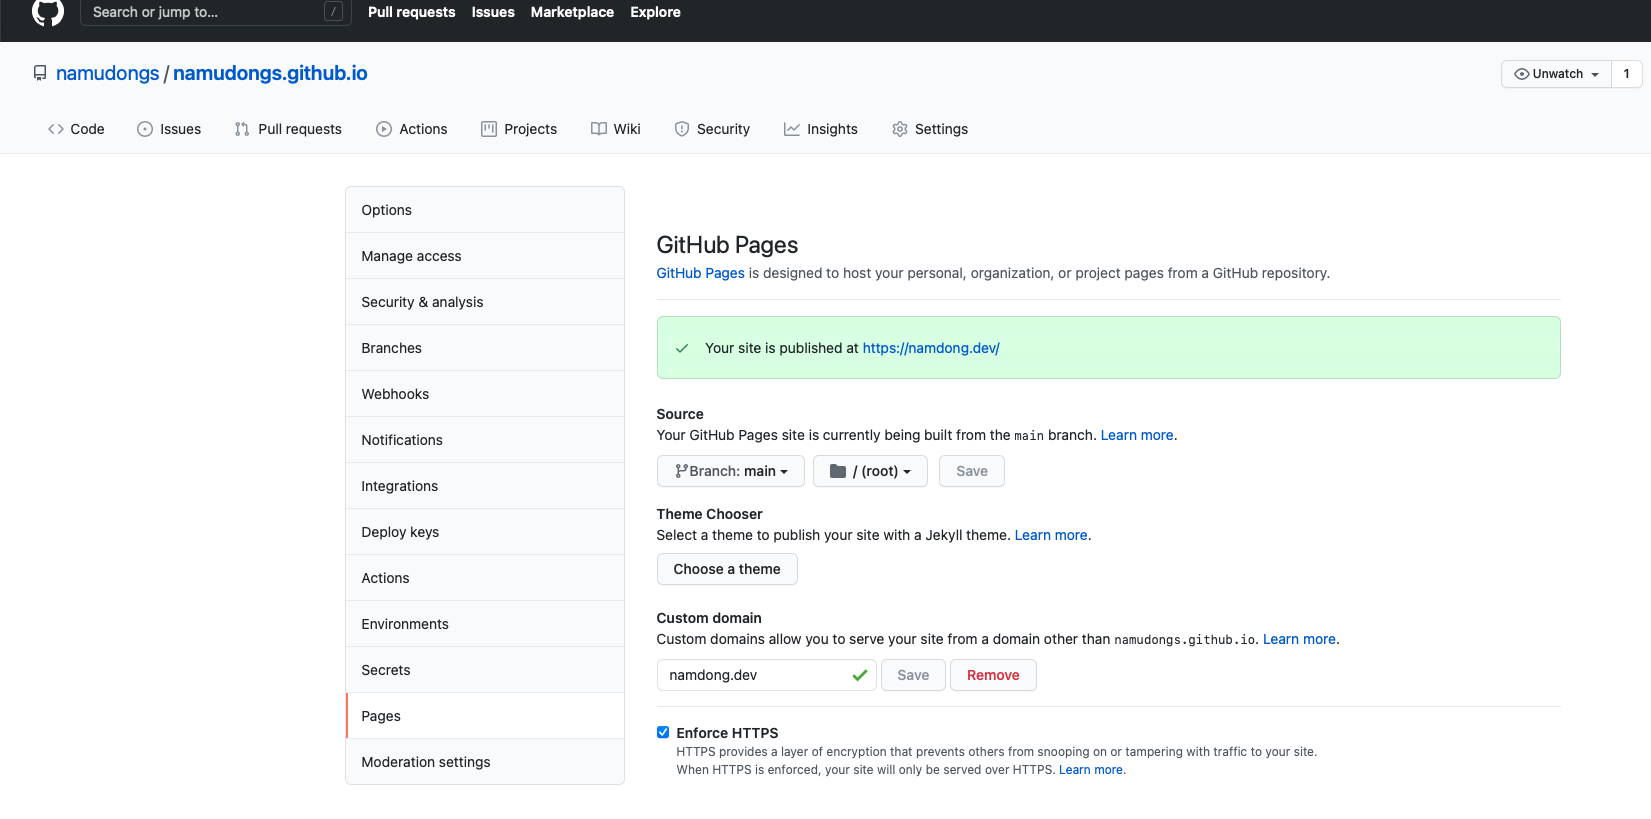 Search or jump to... /
Pull requests Issues Marketplace Explore
namudongs / namudongs.github.io
Unwatch 1
Code Issues Pull requests Actions Projects Wiki Security Insights Settings
Options
Manage access
Security & analysis
Branches
Webhooks
Notifications
Integrations
Deploy keys
Actions
Environments
Secrets
Pages
Moderation settings
GitHub Pages
GitHub Pages is designed to host your personal, organization, or project pages from a GitHub repository.
Your site is published at https://namdong.dev/
Source
Your GitHub Pages site is currently being built from the main branch. Learn more.
Branch: main / (root) Save
Theme Chooser
Select a theme to publish your site with a Jekyll theme. Learn more.
Choose a theme
Custom domain
Custom domains allow you to serve your site from a domain other than namudongs.github.io. Learn more.
namdong.dev Save Remove
Enforce HTTPS
HTTPS provides a layer of encryption that prevents others from snooping on or tampering with traffic to your site.
When HTTPS is enforced, your site will only be served over HTTPS. Learn more.